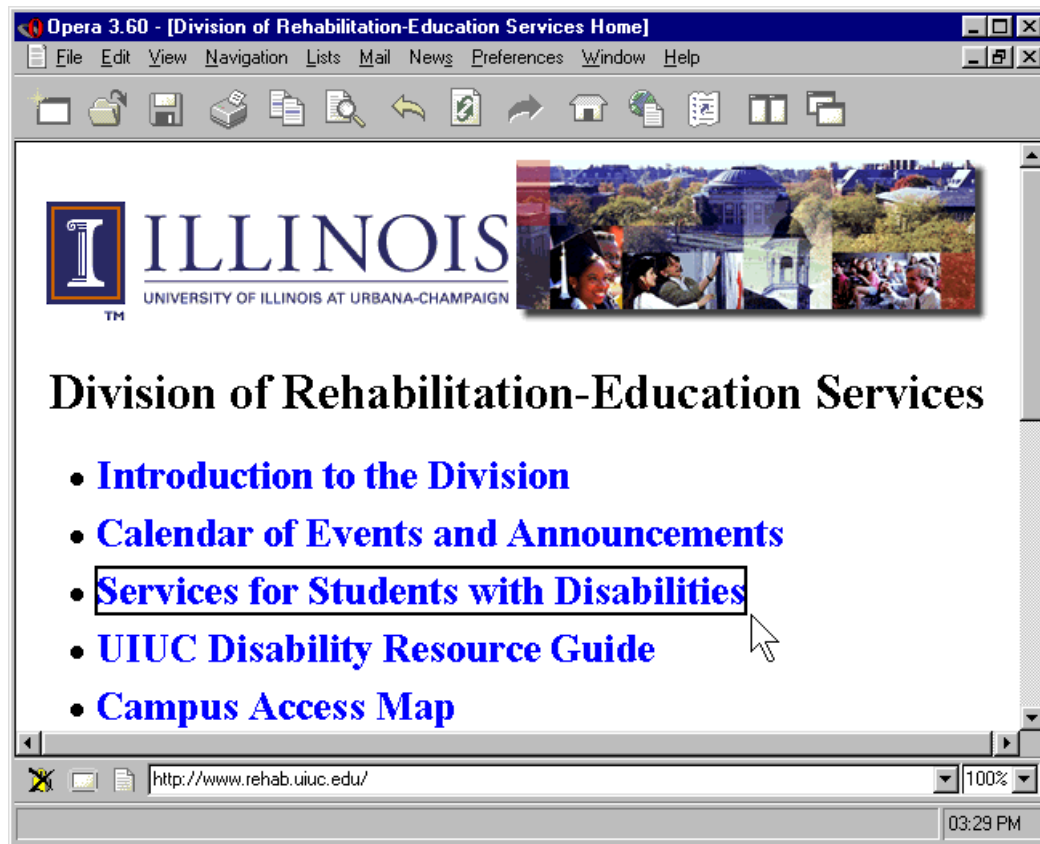 Opera 3.60 - [Division of Rehabilitation-Education Services Home]
File Edit View Navigation Lists Mail News Preferences Window Help
I ILLINOIS
UNIVERSITY OF ILLINOIS AT URBANA-CHAMPAIGN
TM
Division of Rehabilitation-Education Services
Introduction to the Division
Calendar of Events and Announcements
Services for Students with Disabilities
UIUC Disability Resource Guide
Campus Access Map
http://www.rehab.uiuc.edu/ 100%
03:29 PM